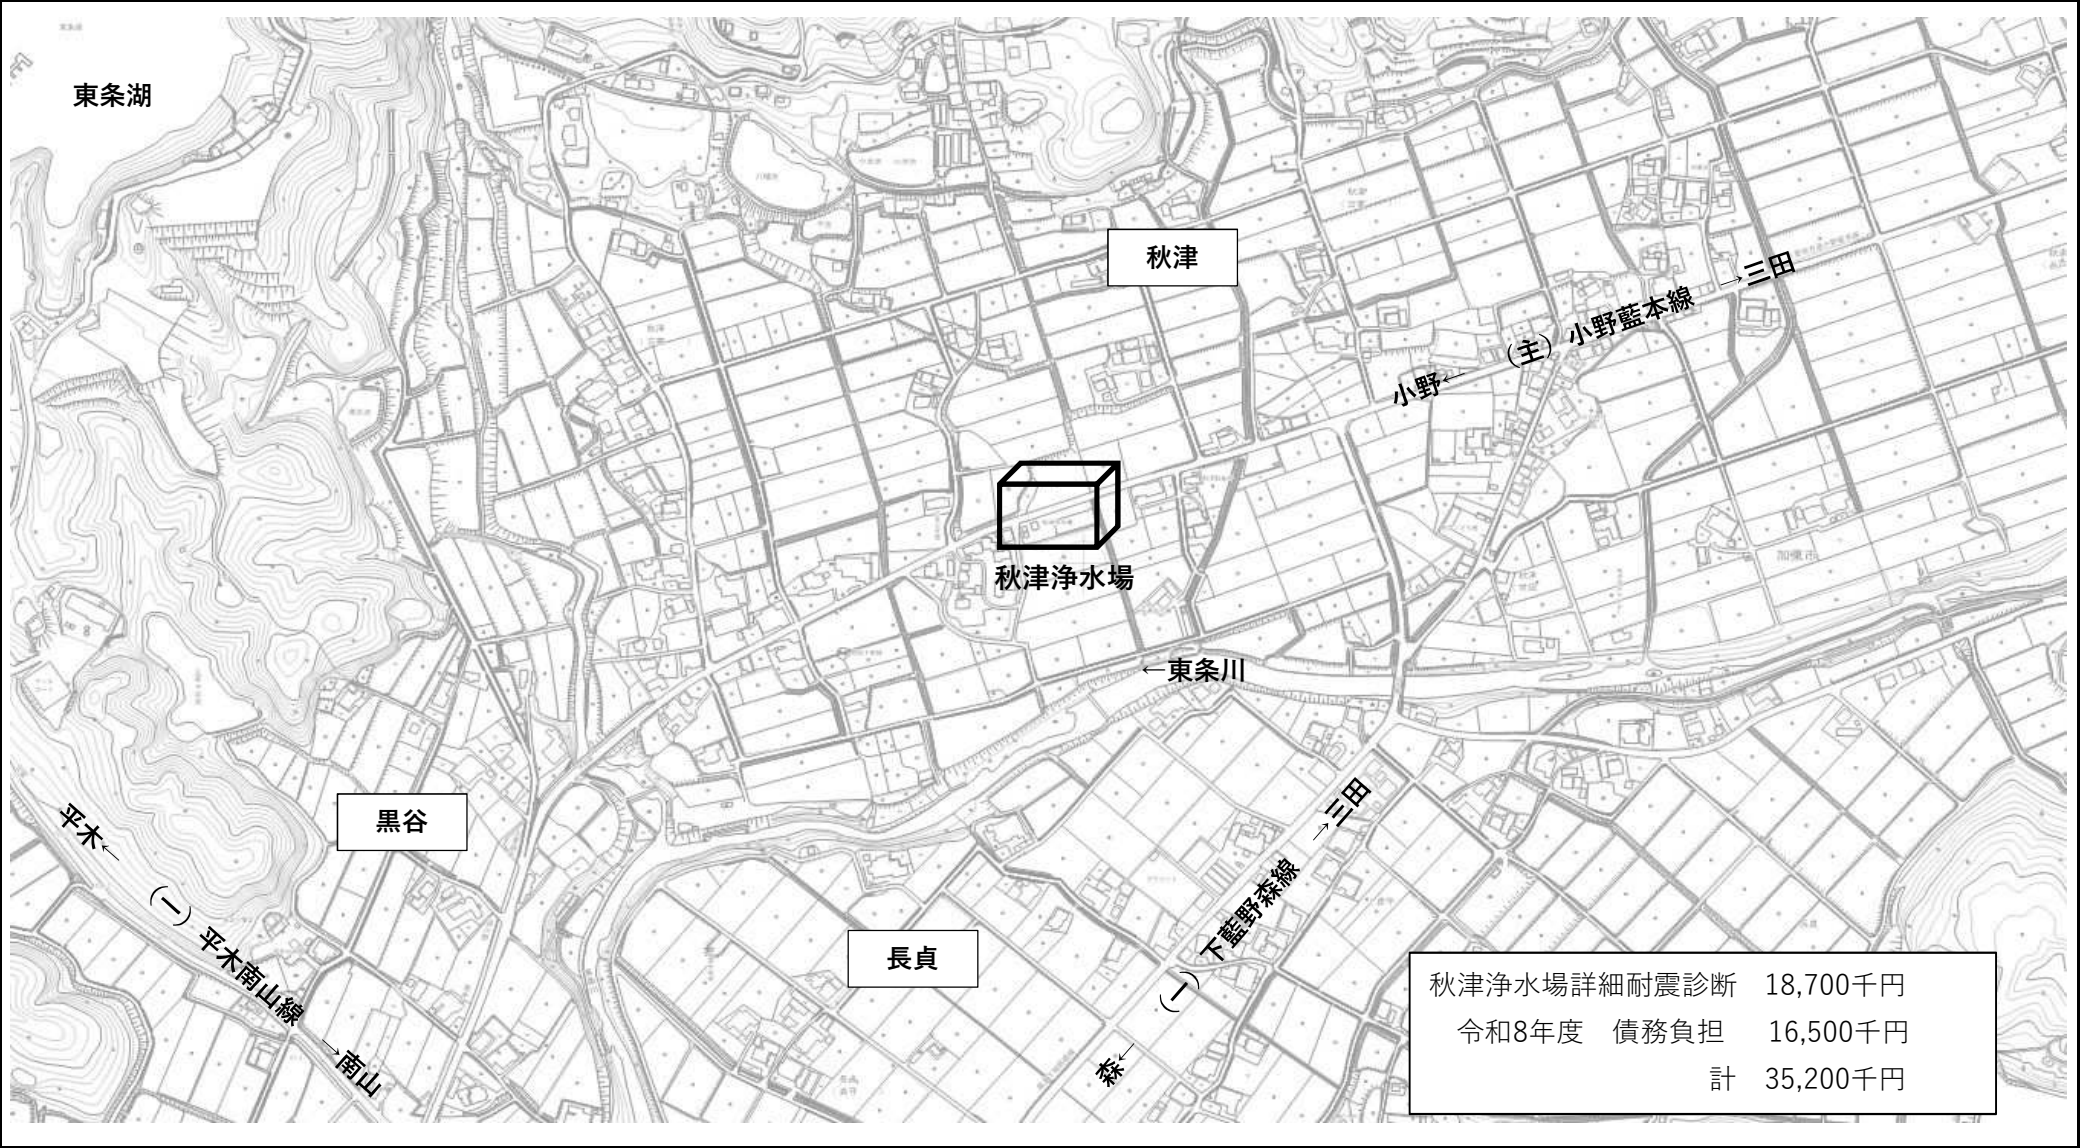 東条湖
秋津
→三田
(主) 小野藍本線
小野←
秋津浄水場
加東市
←東条川
→三田
黒谷
平木←
(一) 平木南山線
→南山
長貞
(一) 下藍野森線
森←
秋津浄水場詳細耐震診断 18,700千円
令和8年度 債務負担 16,500千円
計 35,200千円